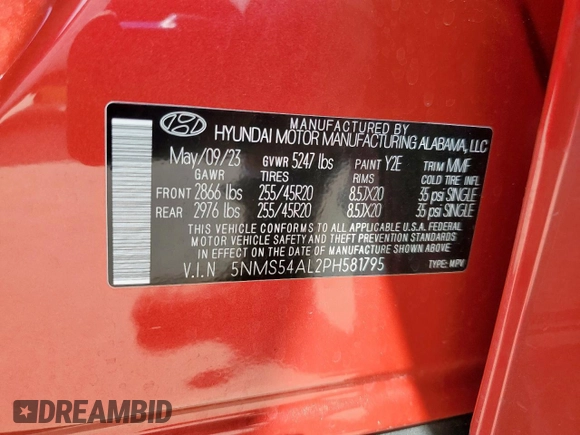 MANUFACTURED BY
HYUNDAI MOTOR MANUFACTURING ALABAMA, LLC
May/09/23 GVWR 5247 lbs PAINT Y2E TRIM MMF
GAWR TIRES RIMS COLD TIRE INFL
FRONT 2866 lbs 255/45R20 8.5JX20 35 psi SINGLE
REAR 2976 lbs 255/45R20 8.5JX20 35 psi SINGLE
THIS VEHICLE CONFORMS TO ALL APPLICABLE U.S.A. FEDERAL
MOTOR VEHICLE SAFETY AND THEFT PREVENTION STANDARDS
IN EFFECT ON THE DATE OF MANUFACTURE SHOWN ABOVE.
V.I.N 5NMS54AL2PH581795 TYPE: MPV
DREAMBID